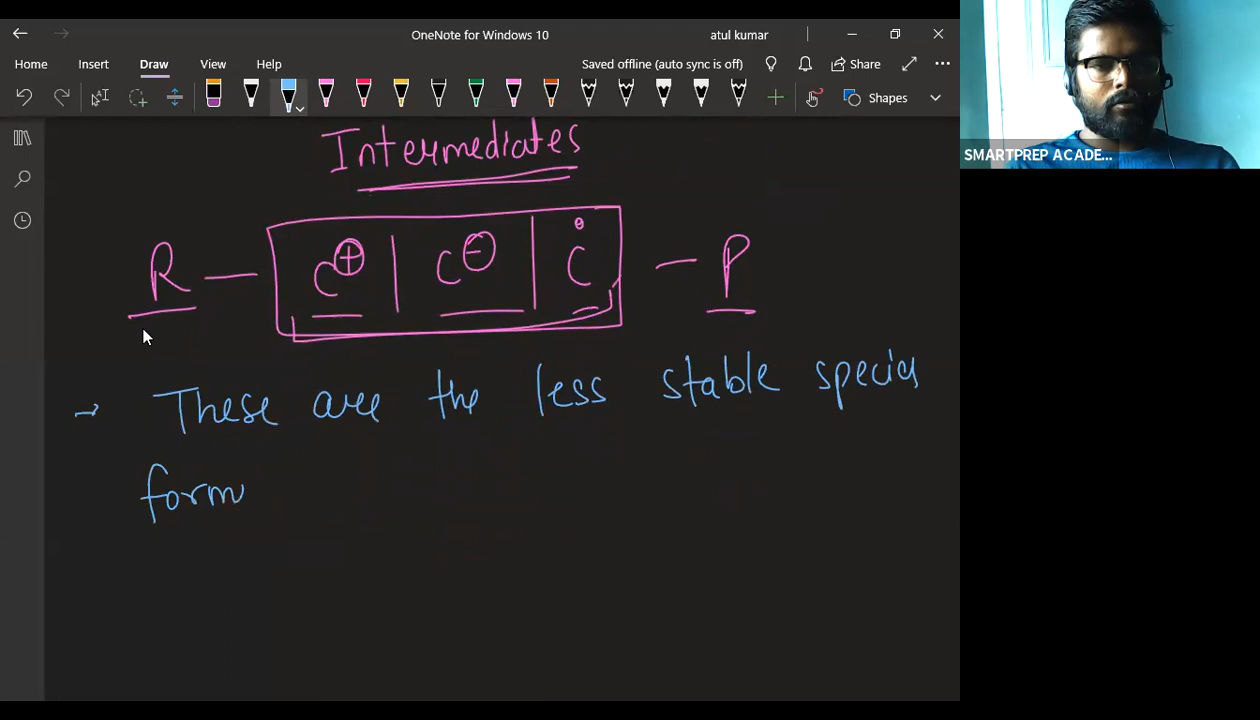 OneNote for Windows 10
atul kumar
Home Insert Draw View Help
Saved offline (auto sync is off)
Share
Shapes
SMARTPREP ACADE...
Intermediates
R — C⊕ | C⊖ | Ċ — P
→ These are the less stable species
form